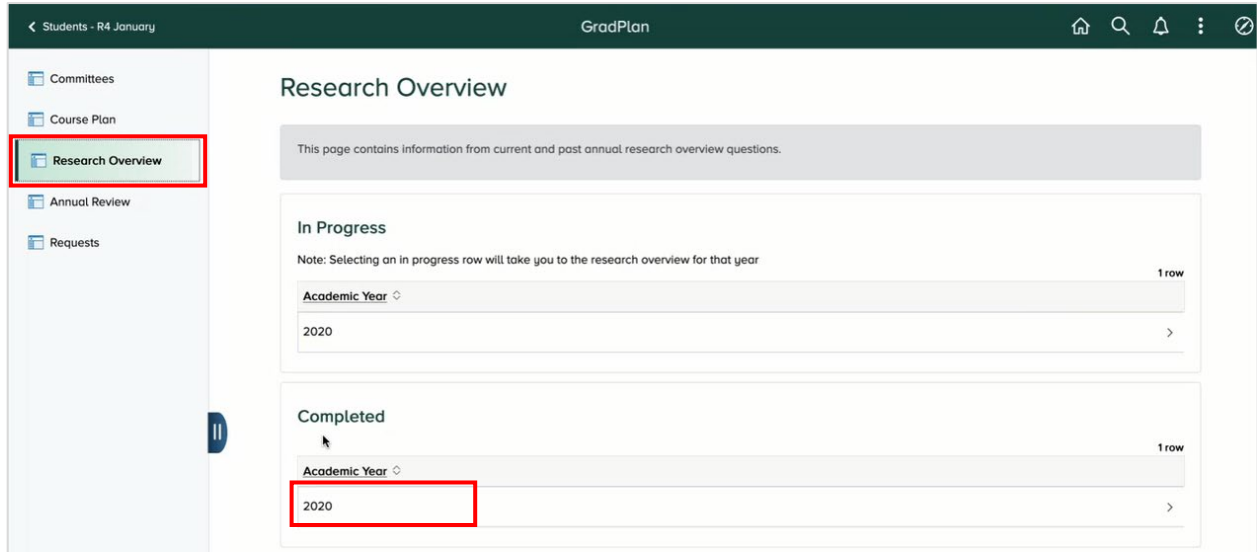 Students - R4 January
GradPlan
Committees
Course Plan
Research Overview
Annual Review
Requests
Research Overview
This page contains information from current and past annual research overview questions.
In Progress
Note: Selecting an in progress row will take you to the research overview for that year
1 row
Academic Year
2020
Completed
1 row
Academic Year
2020